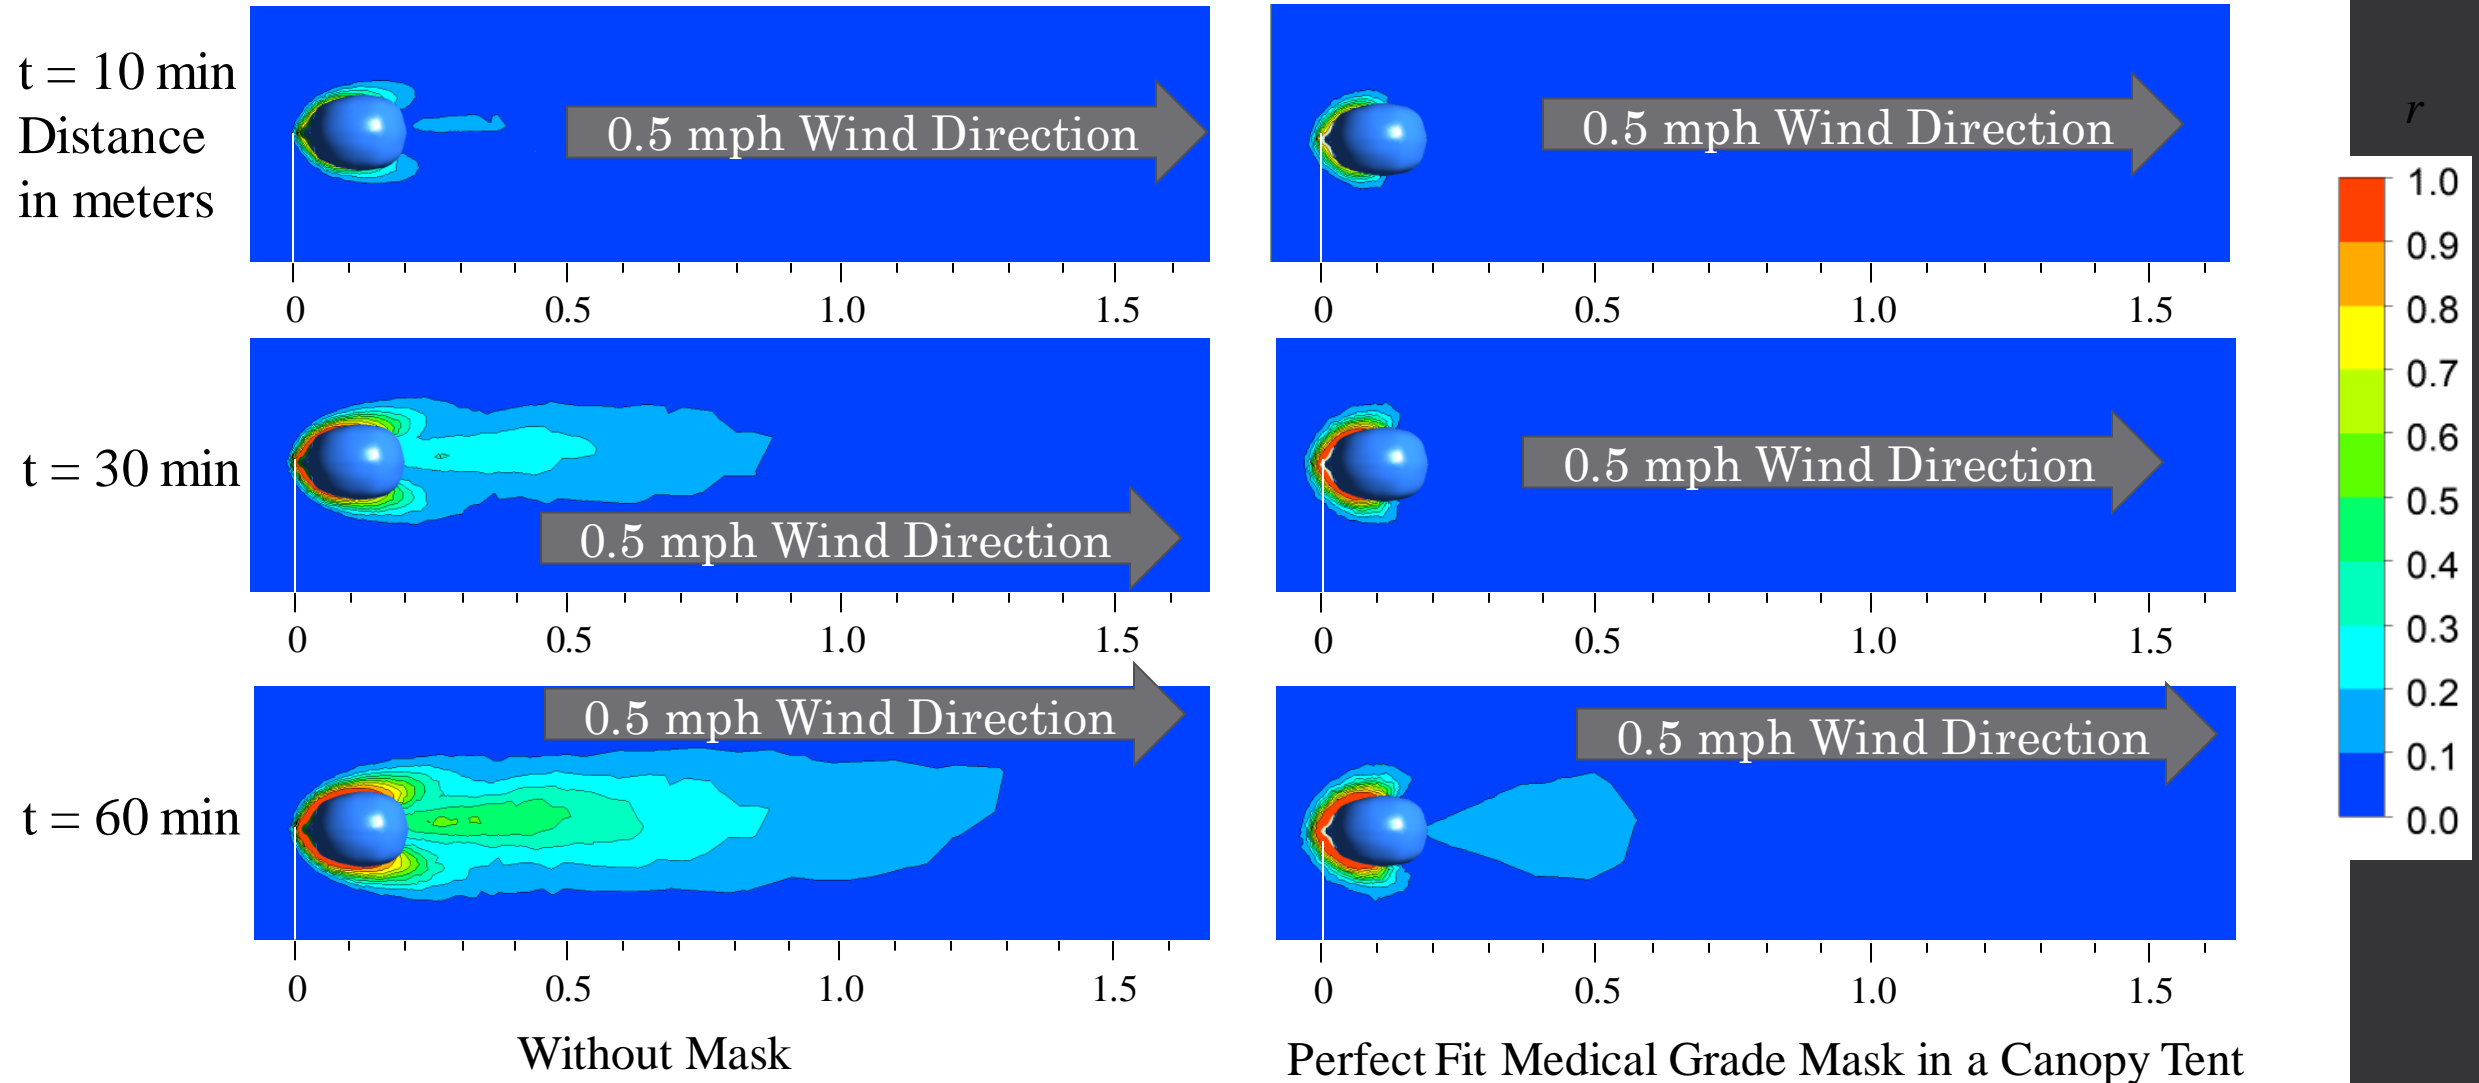 t = 10 min
Distance
in meters
0.5 mph Wind Direction
0 0.5 1.0 1.5
0.5 mph Wind Direction
0 0.5 1.0 1.5
t = 30 min
0.5 mph Wind Direction
0 0.5 1.0 1.5
0.5 mph Wind Direction
0 0.5 1.0 1.5
t = 60 min
0.5 mph Wind Direction
0 0.5 1.0 1.5
0.5 mph Wind Direction
0 0.5 1.0 1.5
Without Mask
Perfect Fit Medical Grade Mask in a Canopy Tent
r
1.0
0.9
0.8
0.7
0.6
0.5
0.4
0.3
0.2
0.1
0.0